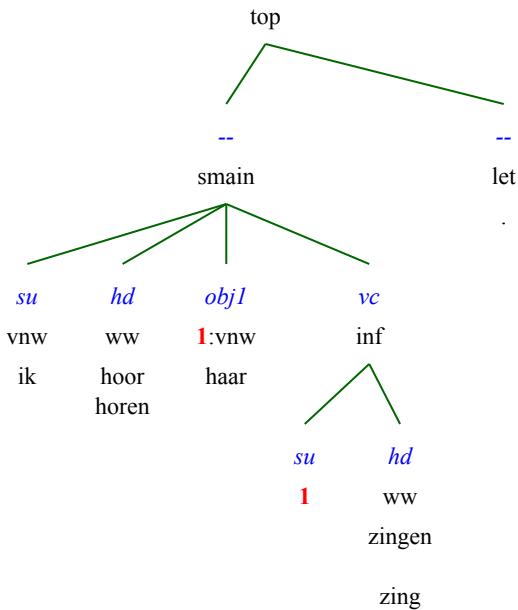 top
-- --
smain let
.
su hd obj1 vc
vnw ww 1:vnw inf
ik hoor haar
horen
su hd
1 ww
zingen
zing